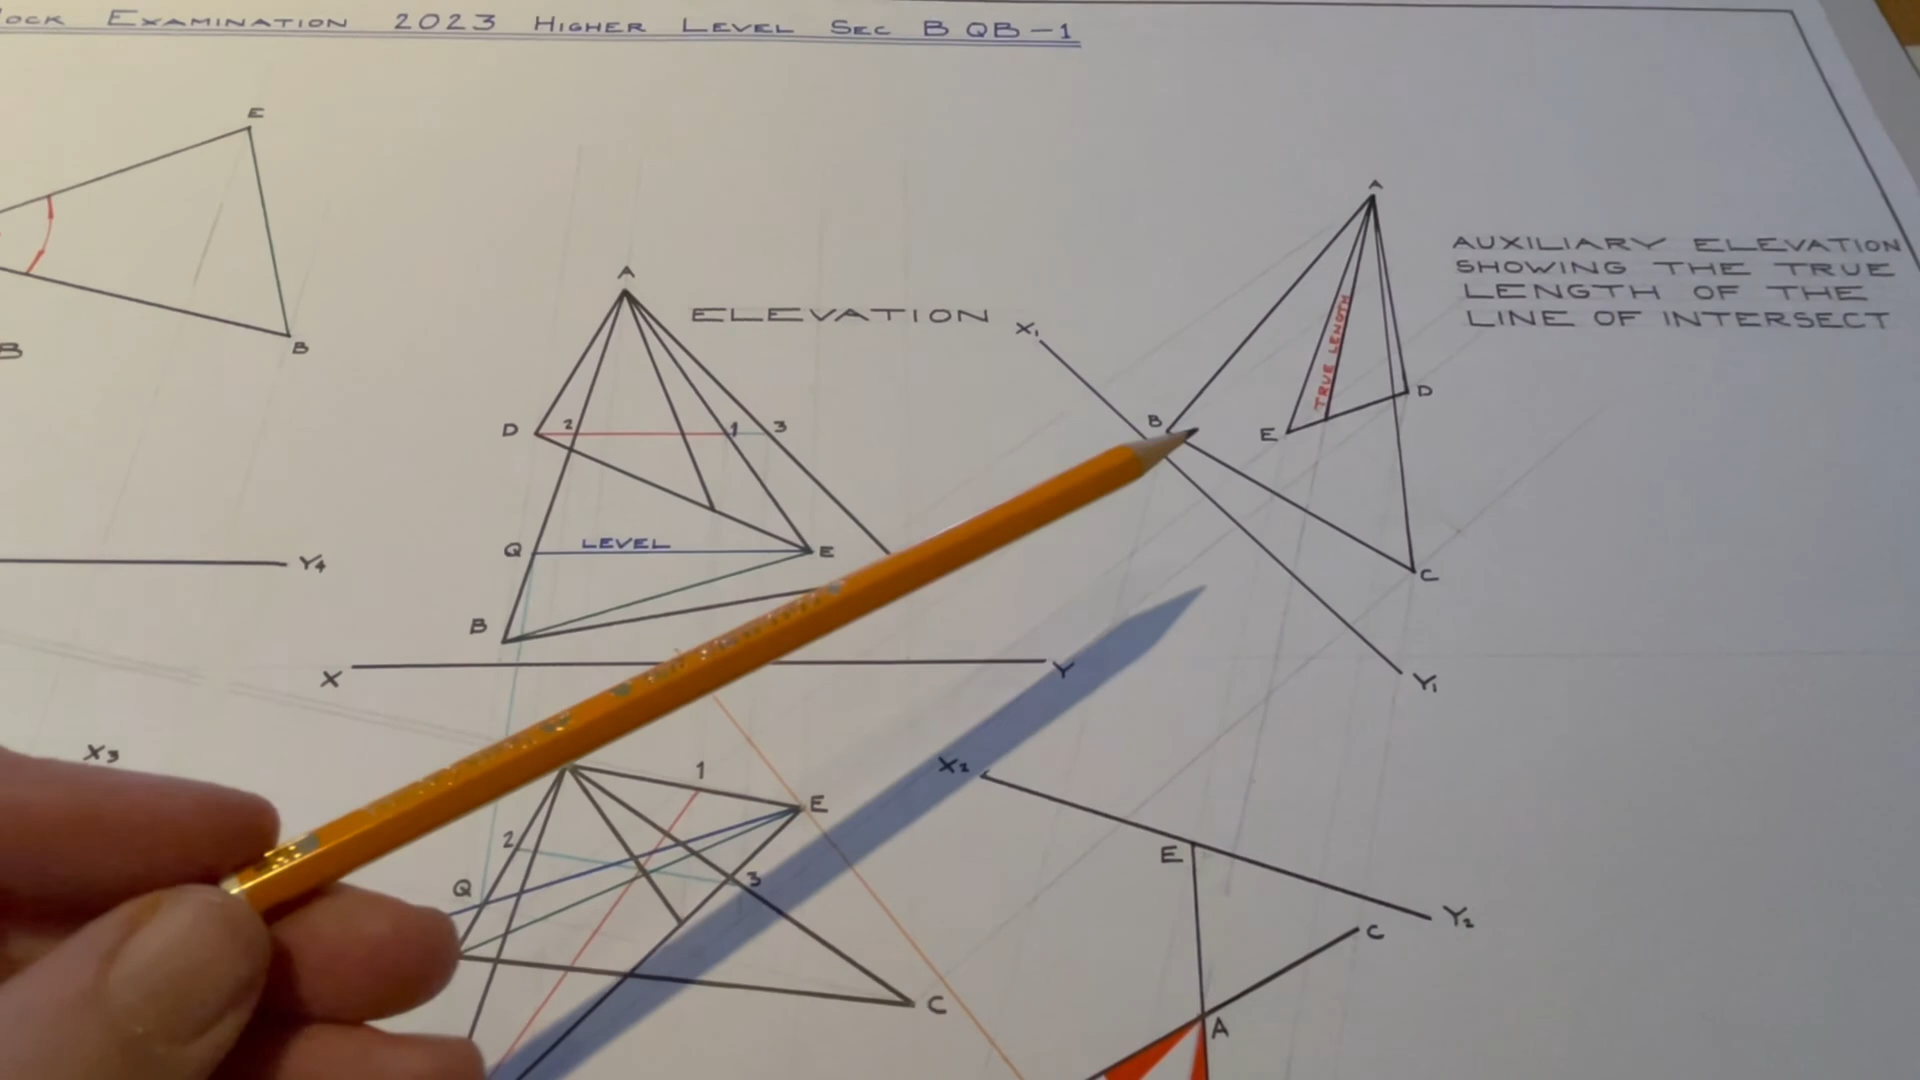 EXAMINATION 2023 HIGHER LEVEL SEC B QB-1
E
B
B
Y4
A
ELEVATION
D 2 1 3
Q LEVEL E
B
X Y
X1
A
AUXILIARY ELEVATION
SHOWING THE TRUE
LENGTH OF THE
LINE OF INTERSECT
TRUE LENGTH
B E D
C
Y1
X3
1
E
2
Q
3
C
X2
E
Y2
C
A